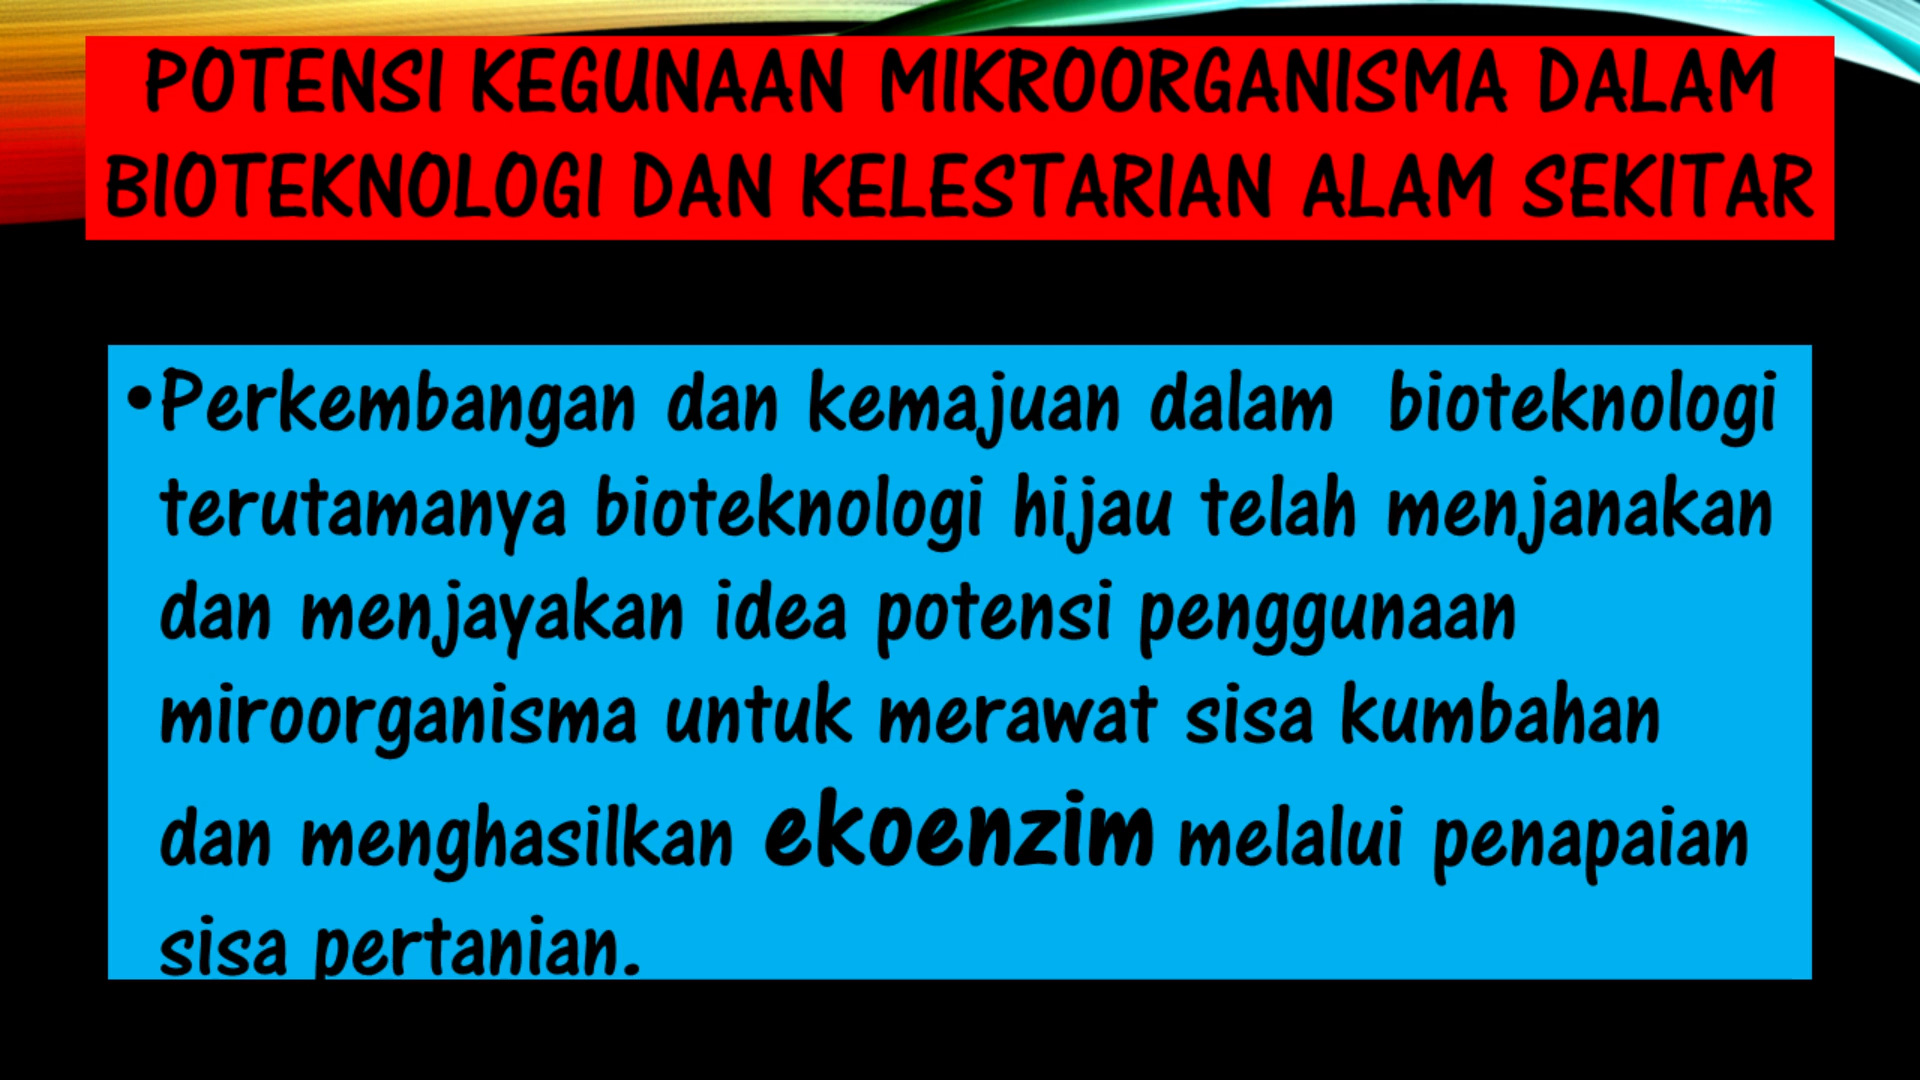 POTENSI KEGUNAAN MIKROORGANISMA DALAM
BIOTEKNOLOGI DAN KELESTARIAN ALAM SEKITAR
•Perkembangan dan kemajuan dalam bioteknologi
terutamanya bioteknologi hijau telah menjanakan
dan menjayakan idea potensi penggunaan
miroorganisma untuk merawat sisa kumbahan
dan menghasilkan ekoenzim melalui penapaian
sisa pertanian.